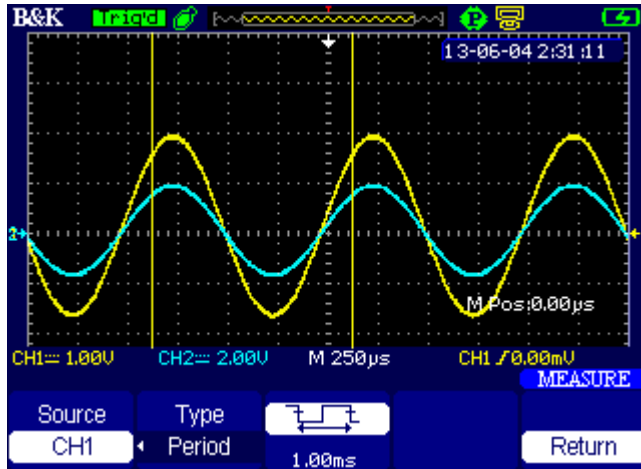 B&K Trig'd P
13-06-04 2:31:11
2
M Pos:0.00µs
CH1 1.00V CH2 2.00V M 250µs CH1 0.00mV
MEASURE
Source Type
CH1 Period 1.00ms Return